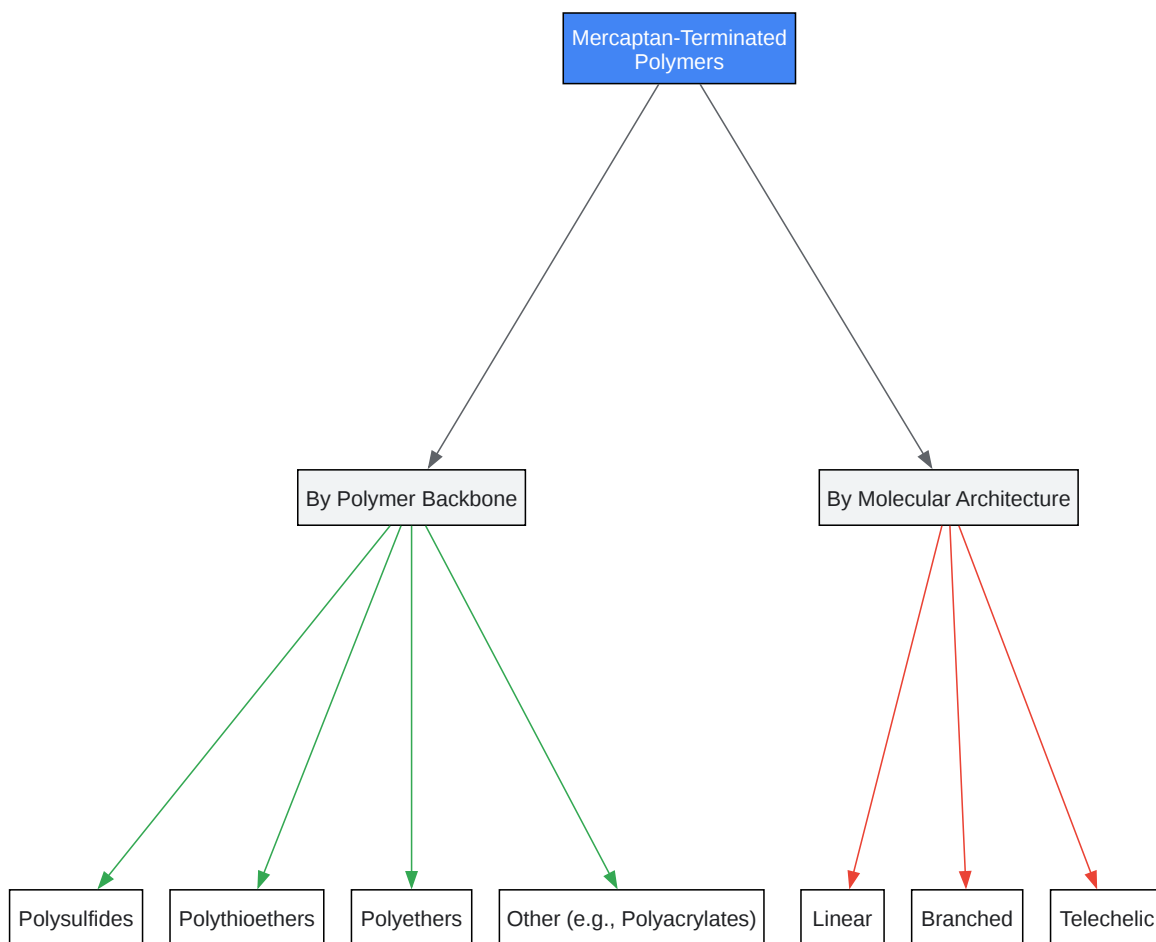 Mercaptan-Terminated
Polymers
By Polymer Backbone
By Molecular Architecture
Polysulfides
Polythioethers
Polyethers
Other (e.g., Polyacrylates)
Linear
Branched
Telechelic